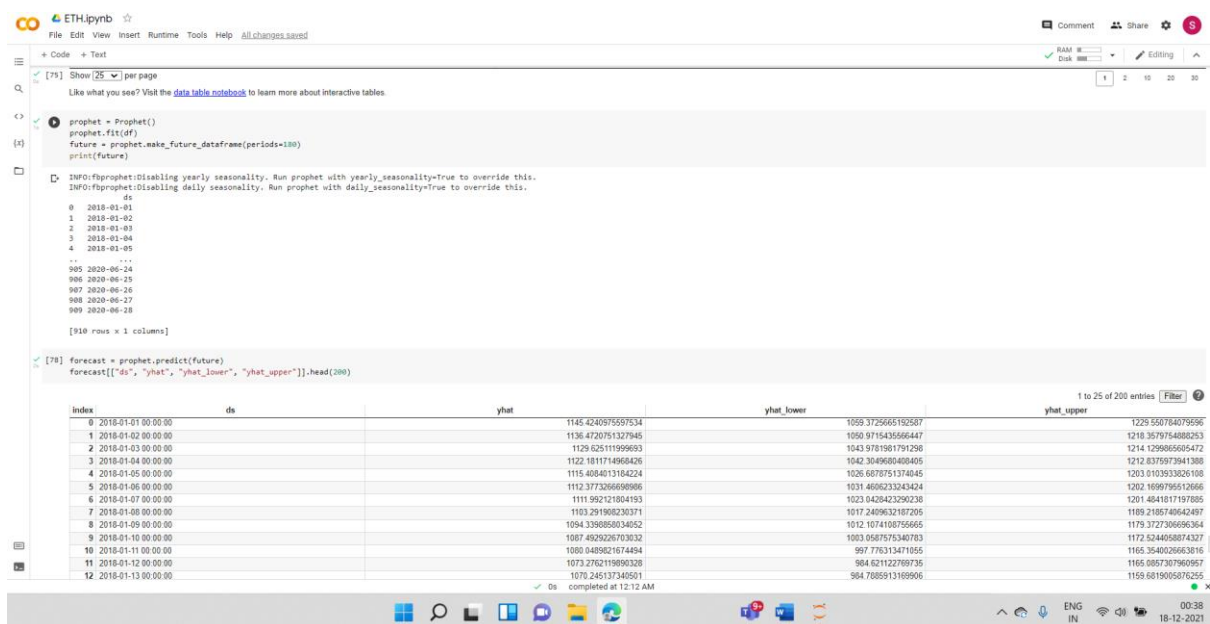 ETH.ipynb
Comment Share S
File Edit View Insert Runtime Tools Help All changes saved
+ Code + Text
RAM
Disk
Editing
[75] Show 25 per page
1 2 10 20 30
Like what you see? Visit the data table notebook to learn more about interactive tables.
prophet = Prophet()
prophet.fit(df)
future = prophet.make_future_dataframe(periods=180)
print(future)
INFO:fbprophet:Disabling yearly seasonality. Run prophet with yearly_seasonality=True to override this.
INFO:fbprophet:Disabling daily seasonality. Run prophet with daily_seasonality=True to override this.
ds
0 2018-01-01
1 2018-01-02
2 2018-01-03
3 2018-01-04
4 2018-01-05
.. ...
905 2020-06-24
906 2020-06-25
907 2020-06-26
908 2020-06-27
909 2020-06-28
[910 rows x 1 columns]
[78] forecast = prophet.predict(future)
forecast[["ds", "yhat", "yhat_lower", "yhat_upper"]].head(200)
1 to 25 of 200 entries Filter ?
index ds yhat yhat_lower yhat_upper
0 2018-01-01 00:00:00 1145.4240975597534 1059.3725665192587 1229.550784079596
1 2018-01-02 00:00:00 1136.4720751327945 1050.9715435566447 1218.3579754888253
2 2018-01-03 00:00:00 1129.625111999693 1043.9781981791298 1214.1299865605472
3 2018-01-04 00:00:00 1122.1811714968426 1042.3049680408405 1212.8375973941388
4 2018-01-05 00:00:00 1115.4084013184224 1026.6878751374045 1203.0103933826108
5 2018-01-06 00:00:00 1112.3773266698986 1031.4606233243424 1202.1699795512666
6 2018-01-07 00:00:00 1111.992121804193 1023.0428423290238 1201.4841817197885
7 2018-01-08 00:00:00 1103.291908230371 1017.2409632187205 1189.2185740642497
8 2018-01-09 00:00:00 1094.3398858034052 1012.1074108755665 1179.3727306696364
9 2018-01-10 00:00:00 1087.4929226703032 1003.0587575340783 1172.5244058874327
10 2018-01-11 00:00:00 1080.0489821674494 997.776313471055 1165.3540026663816
11 2018-01-12 00:00:00 1073.2762119890328 984.621122769735 1165.0857307960957
12 2018-01-13 00:00:00 1070.245137340501 984.7885913169906 1159.6819005876255
0s completed at 12:12 AM
ENG
IN
00:38
18-12-2021